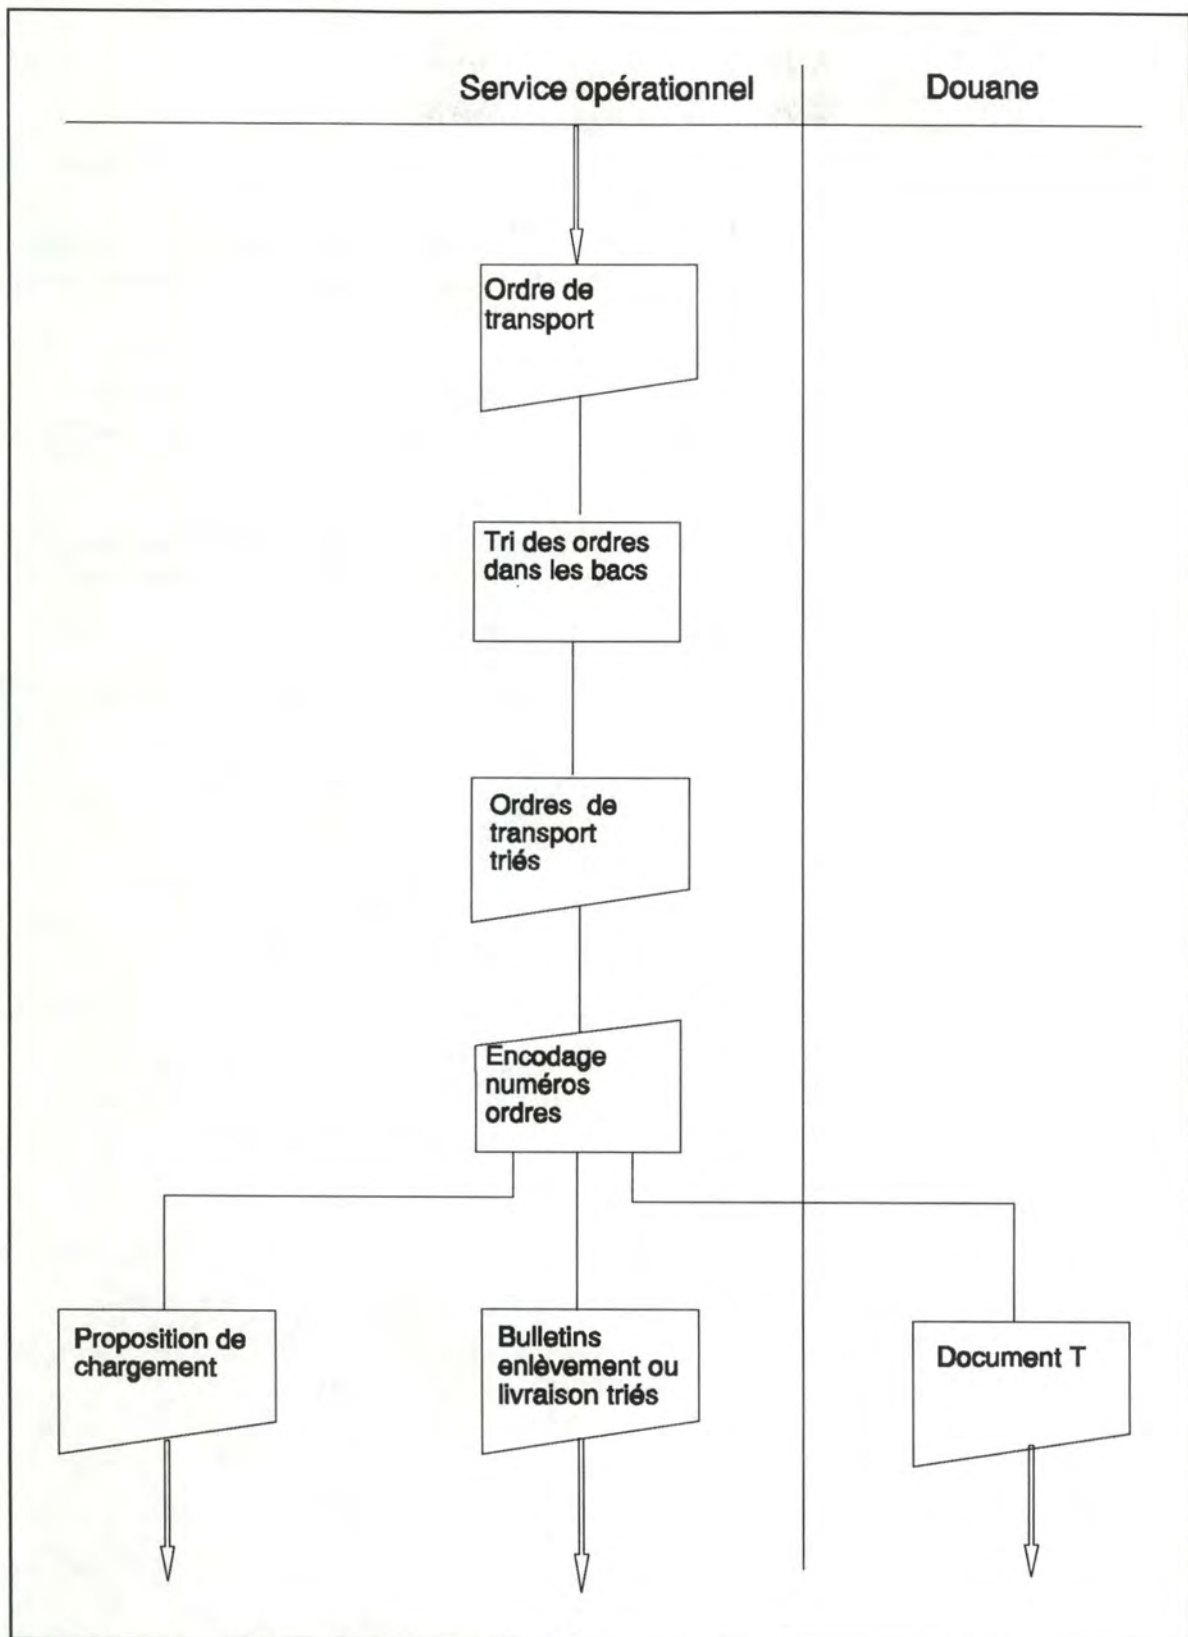 Service opérationnel
Douane
Ordre de
transport
Tri des ordres
dans les bacs
Ordres de
transport
triés
Encodage
numéros
ordres
Proposition de
chargement
Bulletins
enlèvement ou
livraison triés
Document T